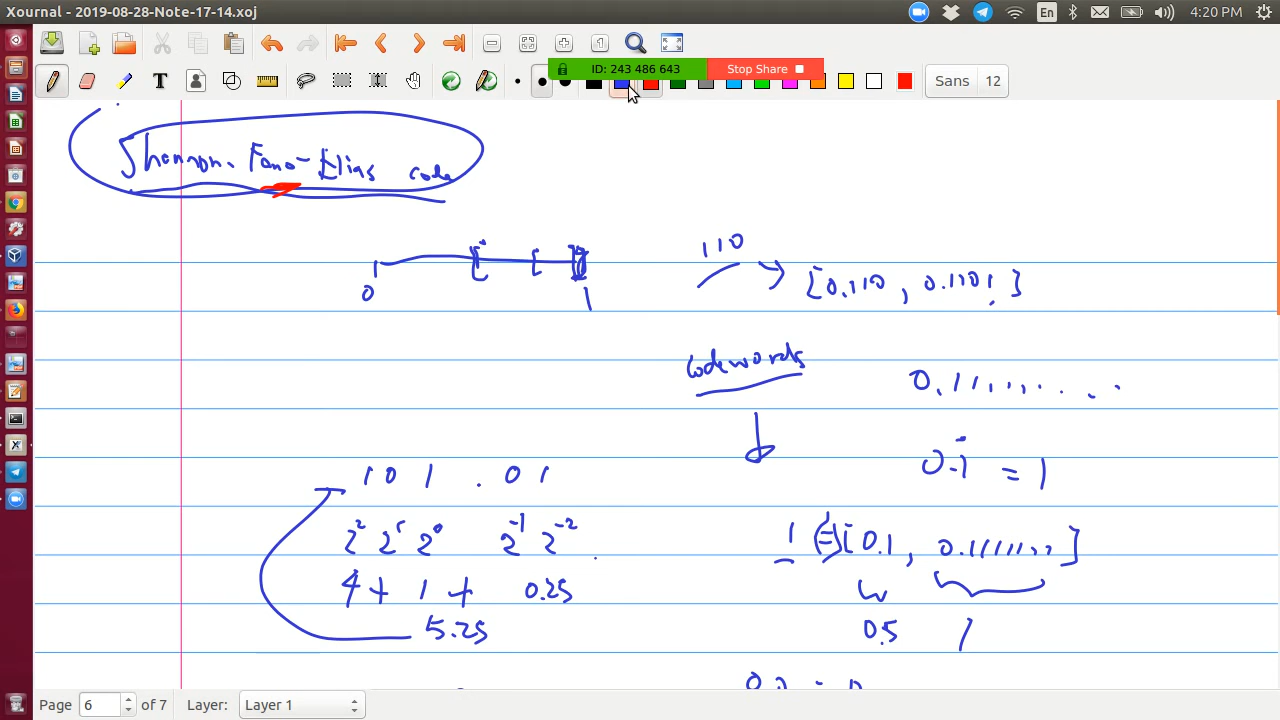 Xournal - 2019-08-28-Note-17-14.xoj
En
4:20 PM
ID: 243 486 643
Stop Share
Sans 12
Shannon-Fano-Elias code
0
1
110
[0.110, 0.1101.]
codewords
0.11......
0.1̇ = 1
101.01
2² 2¹ 2⁰ 2⁻¹ 2⁻²
4 + 1 + 0.25
5.25
1 (=) [0.1, 0.1111111]
0.5
1
Page 6 of 7
Layer: Layer 1